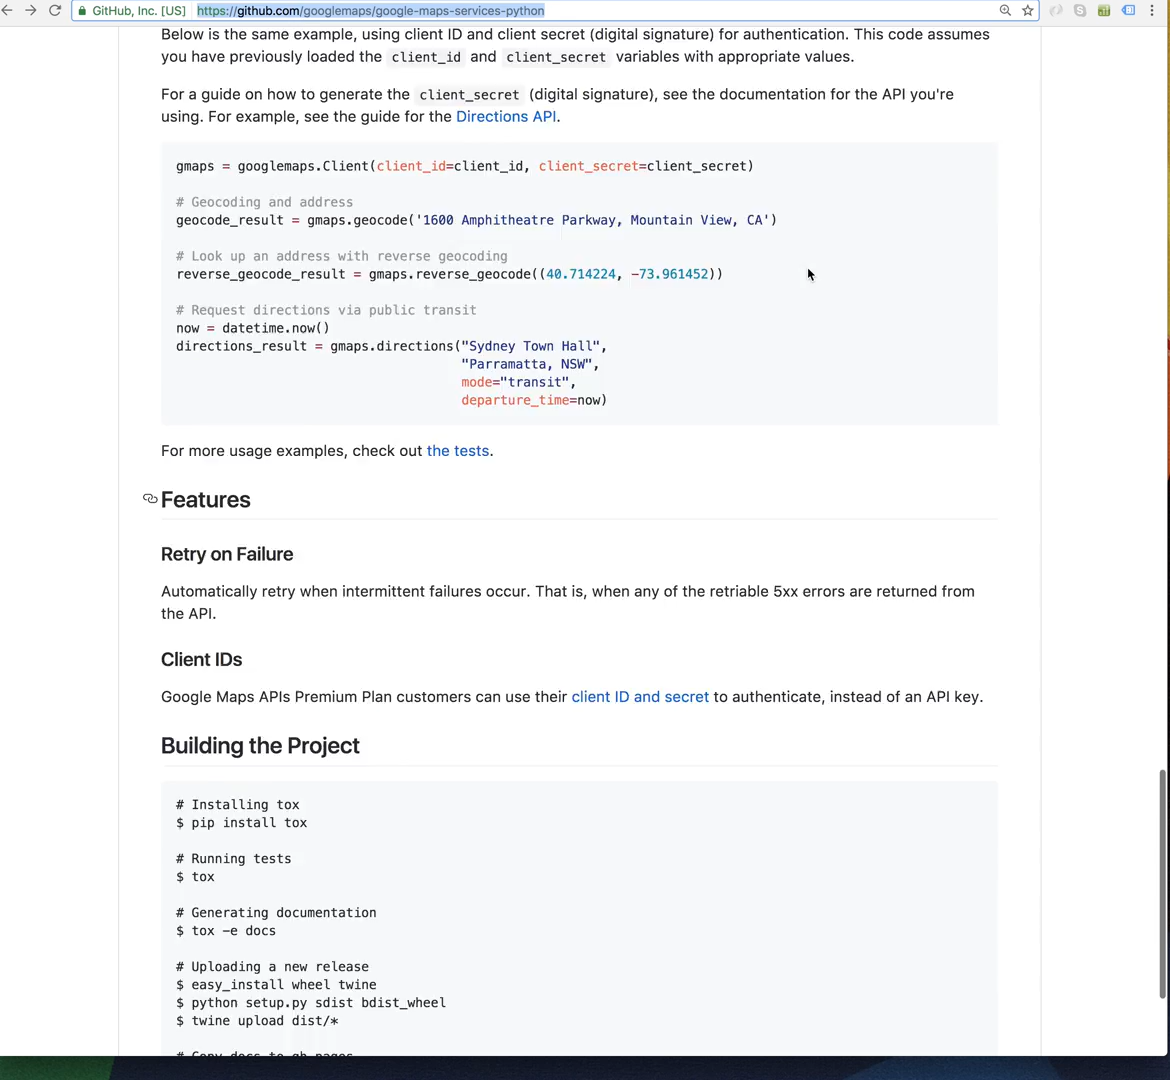 GitHub, Inc. [US] https://github.com/googlemaps/google-maps-services-python
Below is the same example, using client ID and client secret (digital signature) for authentication. This code assumes
you have previously loaded the client_id and client_secret variables with appropriate values.
For a guide on how to generate the client_secret (digital signature), see the documentation for the API you're
using. For example, see the guide for the Directions API.
gmaps = googlemaps.Client(client_id=client_id, client_secret=client_secret)
# Geocoding and address
geocode_result = gmaps.geocode('1600 Amphitheatre Parkway, Mountain View, CA')
# Look up an address with reverse geocoding
reverse_geocode_result = gmaps.reverse_geocode((40.714224, -73.961452))
# Request directions via public transit
now = datetime.now()
directions_result = gmaps.directions("Sydney Town Hall",
"Parramatta, NSW",
mode="transit",
departure_time=now)
For more usage examples, check out the tests.
Features
Retry on Failure
Automatically retry when intermittent failures occur. That is, when any of the retriable 5xx errors are returned from
the API.
Client IDs
Google Maps APIs Premium Plan customers can use their client ID and secret to authenticate, instead of an API key.
Building the Project
# Installing tox
$ pip install tox
# Running tests
$ tox
# Generating documentation
$ tox -e docs
# Uploading a new release
$ easy_install wheel twine
$ python setup.py sdist bdist_wheel
$ twine upload dist/*
# Copy docs to gh-pages